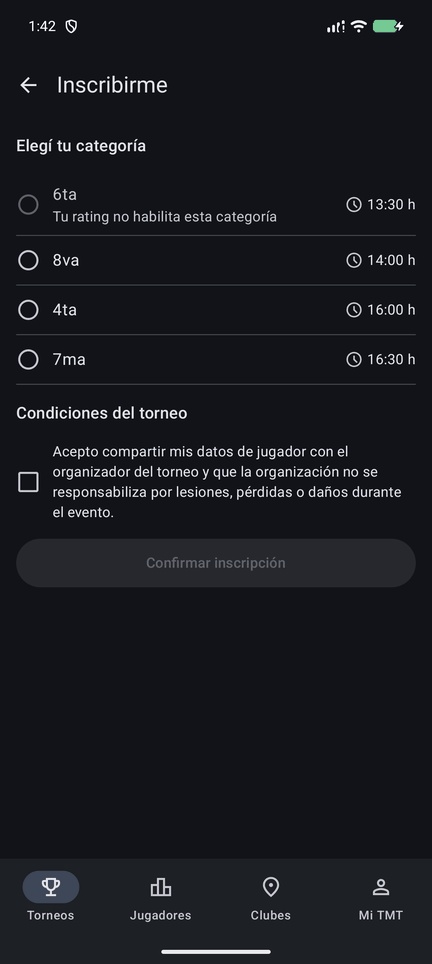 1:42
Inscribirme
Elegí tu categoría
6ta
Tu rating no habilita esta categoría
13:30 h
8va
14:00 h
4ta
16:00 h
7ma
16:30 h
Condiciones del torneo
Acepto compartir mis datos de jugador con el
organizador del torneo y que la organización no se
responsabiliza por lesiones, pérdidas o daños durante
el evento.
Confirmar inscripción
Torneos
Jugadores
Clubes
Mi TMT